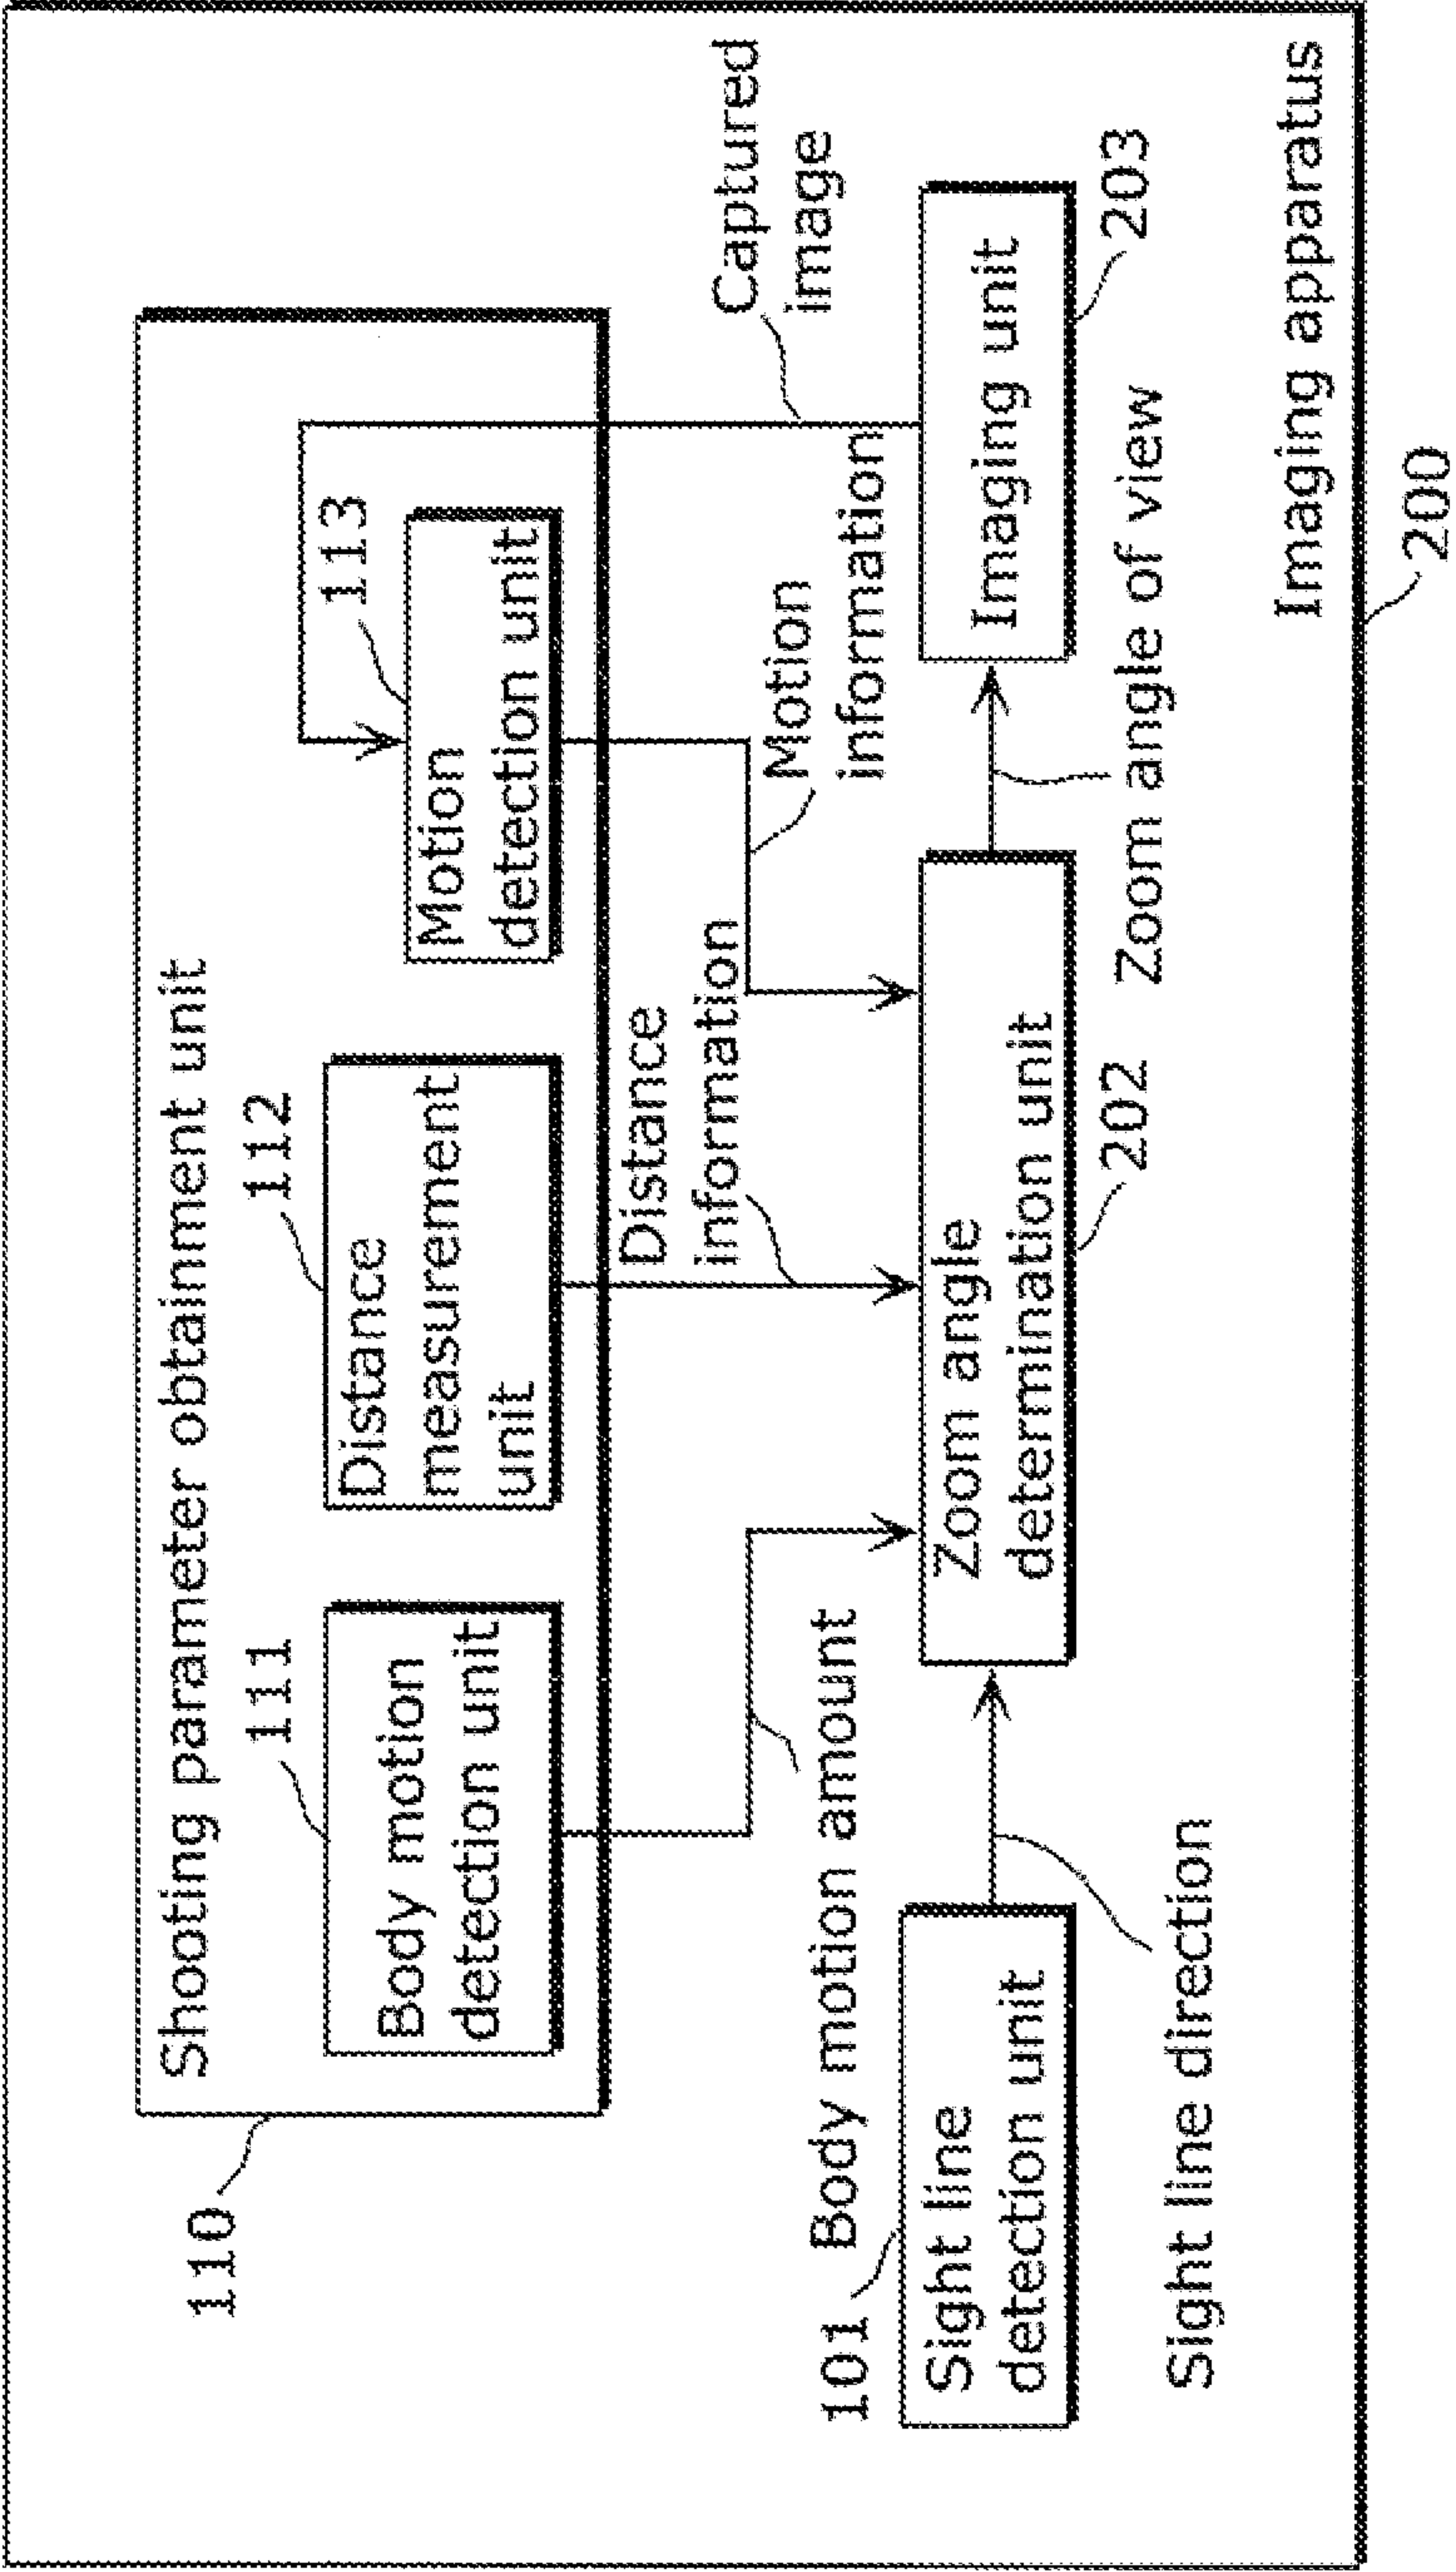 Shooting parameter obtainment unit
110
111
112
113
Body motion
detection unit
Distance
measurement
unit
Motion
detection unit
Captured
image
Distance
information
Motion
information
Body motion amount
101
Sight line
detection unit
Zoom angle
determination unit
Imaging unit
202
203
Sight line direction
Zoom angle of view
Imaging apparatus
200